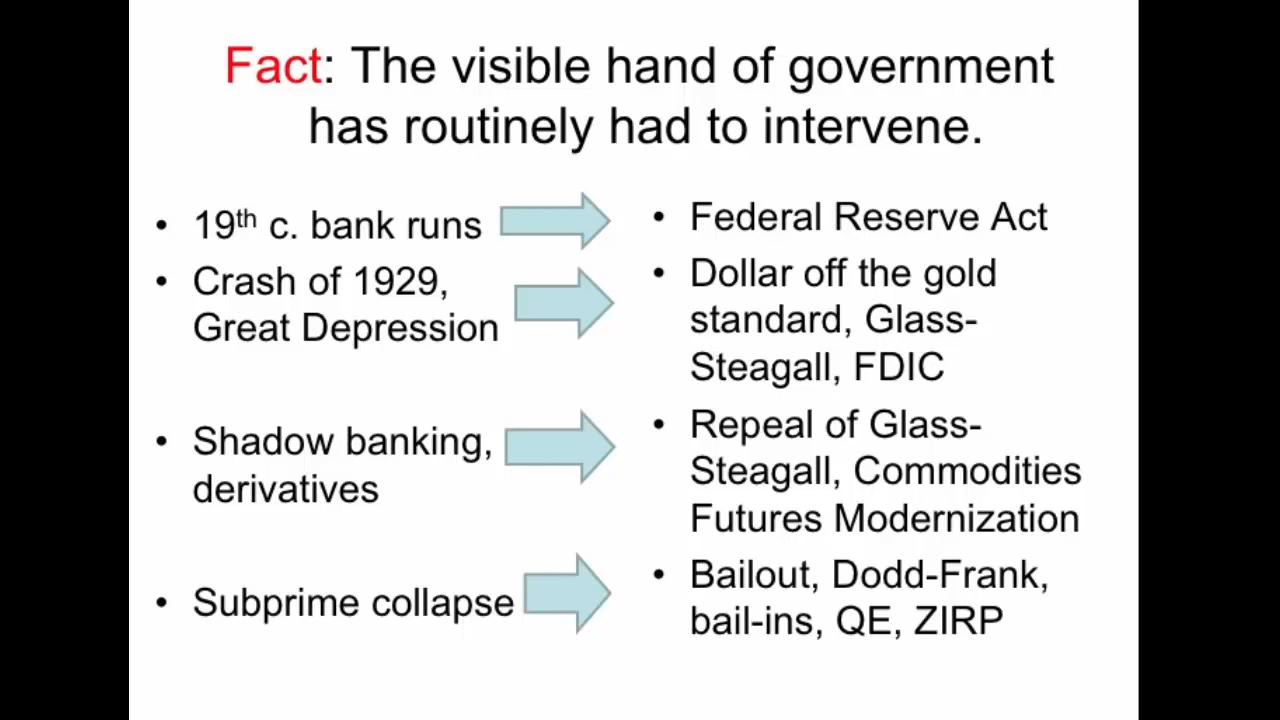 Fact: The visible hand of government
has routinely had to intervene.
• 19th c. bank runs
• Federal Reserve Act
• Crash of 1929,
Great Depression
• Dollar off the gold
standard, Glass-
Steagall, FDIC
• Shadow banking,
derivatives
• Repeal of Glass-
Steagall, Commodities
Futures Modernization
• Subprime collapse
• Bailout, Dodd-Frank,
bail-ins, QE, ZIRP